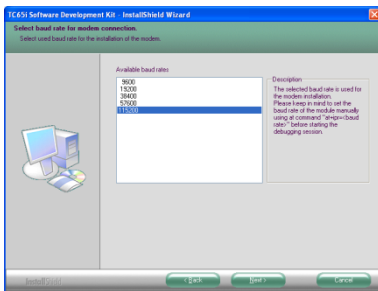 TC65i Software Development Kit - InstallShield Wizard
Select baud rate for modem connection.
Select used baud rate for the installation of the modem.
Available baud rates
9600
19200
38400
57600
115200
Description
The selected baud rate is used for
the modem installation.
Please keep in mind to set the
baud rate of the module manually
using at command "at+ipr=<baud
rate>" before starting the
debugging session.
InstallShield
< Back
Next >
Cancel